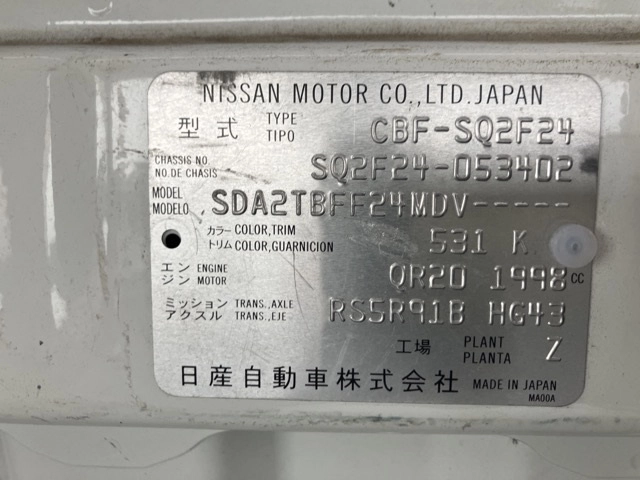 NISSAN MOTOR CO.,LTD.JAPAN
型式 TYPE TIPO CBF-SQ2F24
CHASSIS NO. NO.DE CHASIS SQ2F24-053402
MODEL MODELO SDA2TBFF24MDV-----
カラー COLOR,TRIM
トリム COLOR,GUARNICION 531 K
エンジン ENGINE MOTOR QR20 1998 CC
ミッション TRANS.,AXLE
アクスル TRANS.,EJE RS5R91B HG43
工場 PLANT PLANTA Z
日産自動車株式会社 MADE IN JAPAN
MA00A